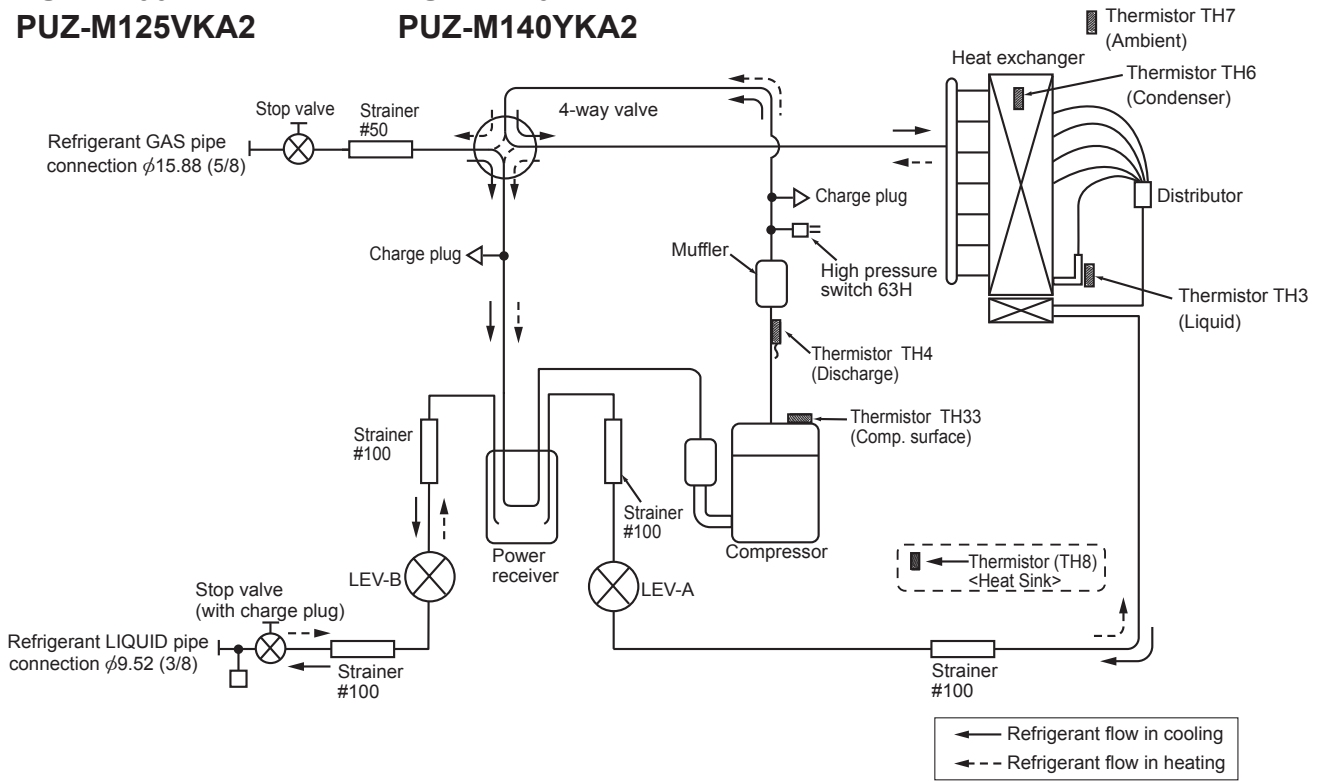 PUZ-M125VKA2
PUZ-M140YKA2
Thermistor TH7
(Ambient)
Heat exchanger
Thermistor TH6
(Condenser)
Stop valve
Strainer
#50
4-way valve
Refrigerant GAS pipe
connection ϕ15.88 (5/8)
Charge plug
Distributor
Charge plug
Muffler
High pressure
switch 63H
Thermistor TH3
(Liquid)
Thermistor TH4
(Discharge)
Thermistor TH33
(Comp. surface)
Strainer
#100
Strainer
#100
Power
receiver
Compressor
Thermistor (TH8)
<Heat Sink>
LEV-B
LEV-A
Stop valve
(with charge plug)
Refrigerant LIQUID pipe
connection ϕ9.52 (3/8)
Strainer
#100
Strainer
#100
Refrigerant flow in cooling
Refrigerant flow in heating